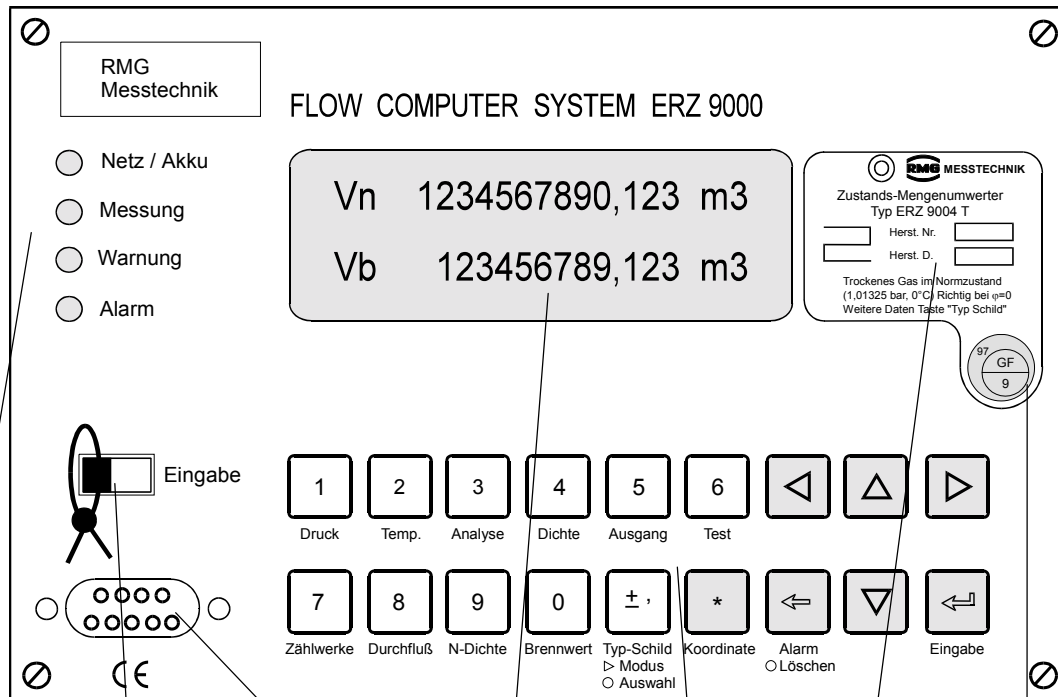 RMG
Messtechnik
FLOW COMPUTER SYSTEM ERZ 9000
Netz / Akku
Messung
Warnung
Alarm
Vn 1234567890,123 m3
Vb 123456789,123 m3
RMG MESSTECHNIK
Zustands-Mengenumwerter
Typ ERZ 9004 T
Herst. Nr.
Herst. D.
Trockenes Gas im Normzustand
(1,01325 bar, 0°C) Richtig bei φ=0
Weitere Daten Taste "Typ Schild"
97
GF
9
Eingabe
1 2 3 4 5 6
Druck Temp. Analyse Dichte Ausgang Test
7 8 9 0 ± , *
Zählwerke Durchfluß N-Dichte Brennwert Typ-Schild Koordinate Alarm Eingabe
▷ Modus ○ Löschen
○ Auswahl
CE